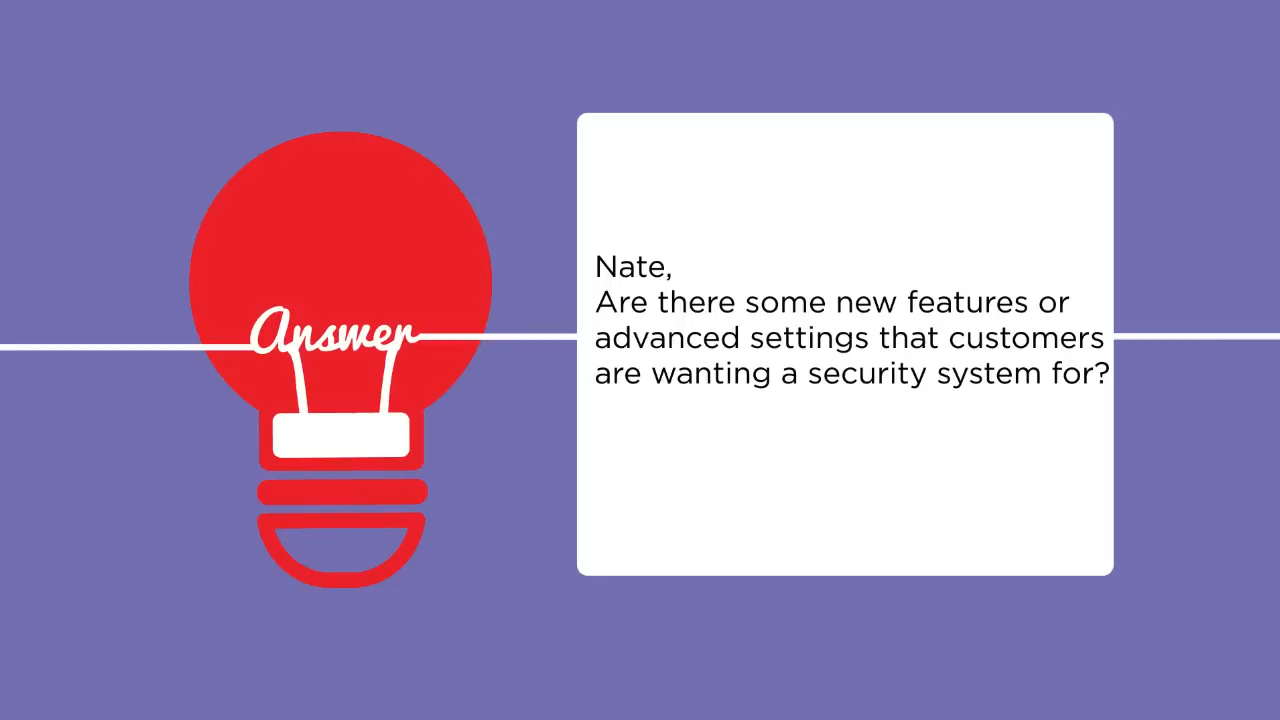 Answer
Nate,
Are there some new features or
advanced settings that customers
are wanting a security system for?